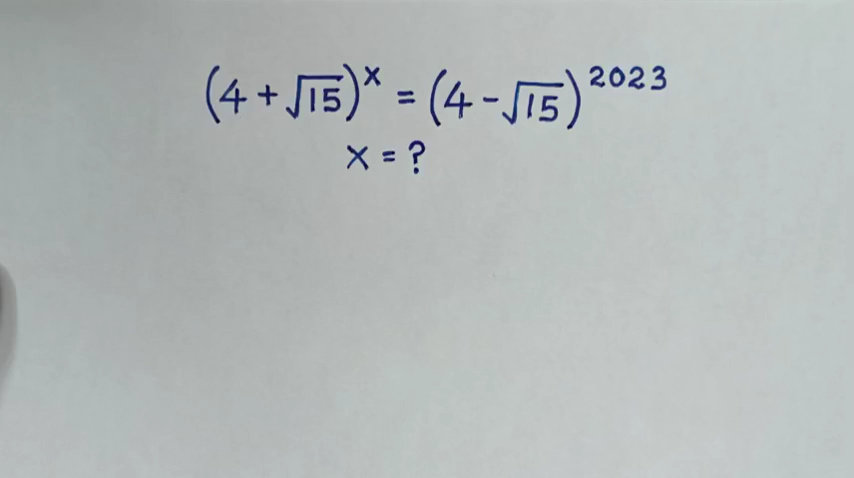 (4 + √15)^x = (4 - √15)^2023
x = ?